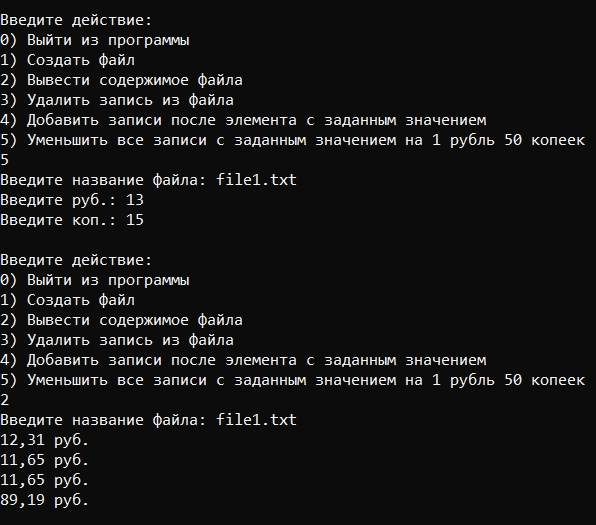 Введите действие:
0) Выйти из программы
1) Создать файл
2) Вывести содержимое файла
3) Удалить запись из файла
4) Добавить записи после элемента с заданным значением
5) Уменьшить все записи с заданным значением на 1 рубль 50 копеек
5
Введите название файла: file1.txt
Введите руб.: 13
Введите коп.: 15
Введите действие:
0) Выйти из программы
1) Создать файл
2) Вывести содержимое файла
3) Удалить запись из файла
4) Добавить записи после элемента с заданным значением
5) Уменьшить все записи с заданным значением на 1 рубль 50 копеек
2
Введите название файла: file1.txt
12,31 руб.
11,65 руб.
11,65 руб.
89,19 руб.